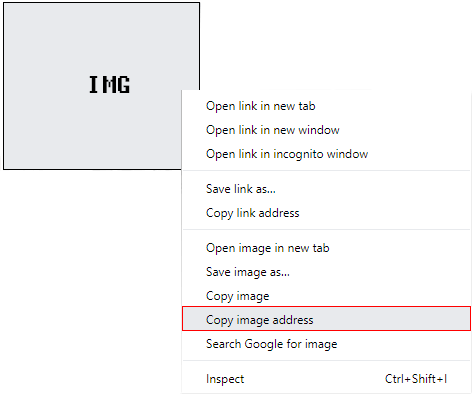 IMG
Open link in new tab
Open link in new window
Open link in incognito window
Save link as...
Copy link address
Open image in new tab
Save image as...
Copy image
Copy image address
Search Google for image
Inspect Ctrl+Shift+I